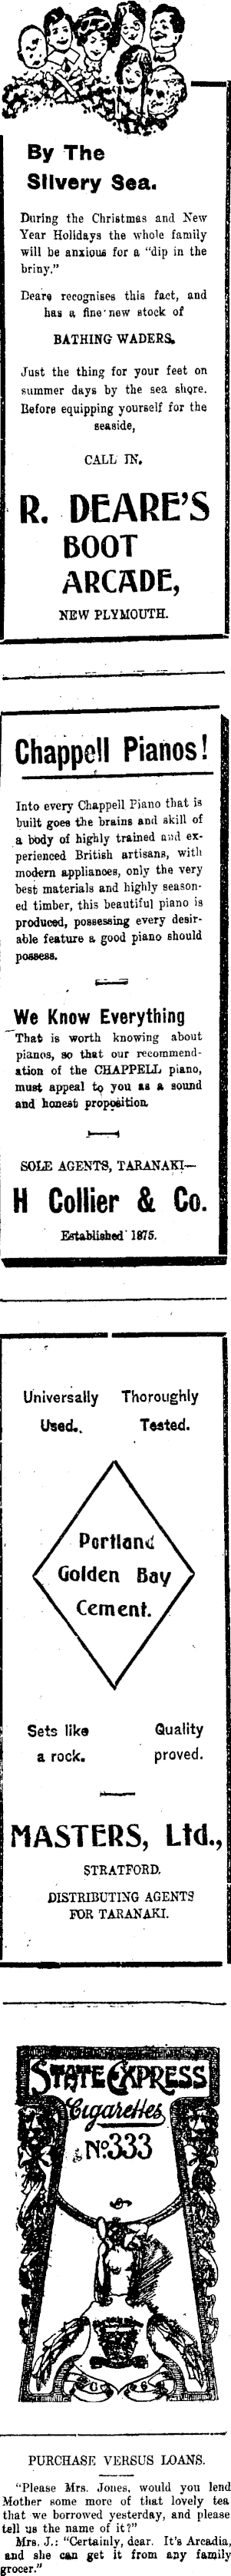 By The
Silvery Sea.
During the Christmas and New
Year Holidays the whole family
will be anxious for a "dip in the
briny."
Deare recognises this fact, and
has a fine new stock of
BATHING WADERS.
Just the thing for your feet on
summer days by the sea shore.
Before equipping yourself for the
seaside,
CALL IN.
R. DEARE'S
BOOT
ARCADE,
NEW PLYMOUTH.
Chappell Pianos!
Into every Chappell Piano that is
built goes the brains and skill of
a body of highly trained and ex-
perienced British artisans, with
modern appliances, only the very
best materials and highly season-
ed timber, this beautiful piano is
produced, possessing every desir-
able feature a good piano should
possess.
We Know Everything
That is worth knowing about
pianos, so that our recommend-
ation of the CHAPPELL piano,
must appeal to you as a sound
and honest proposition.
SOLE AGENTS, TARANAKI—
H Collier & Co.
Established 1875.
Universally Thoroughly
Used. Tested.
Portland
Golden Bay
Cement.
Sets like Quality
a rock. proved.
MASTERS, Ltd.,
STRATFORD.
DISTRIBUTING AGENTS
FOR TARANAKI.
STATE EXPRESS
Cigarettes
No. 333
PURCHASE VERSUS LOANS.
"Please Mrs. Jones, would you lend
Mother some more of that lovely tea
that we borrowed yesterday, and please
tell us the name of it?"
Mrs. J.: "Certainly, dear. It's Arcadia,
and she can get it from any family
grocer."